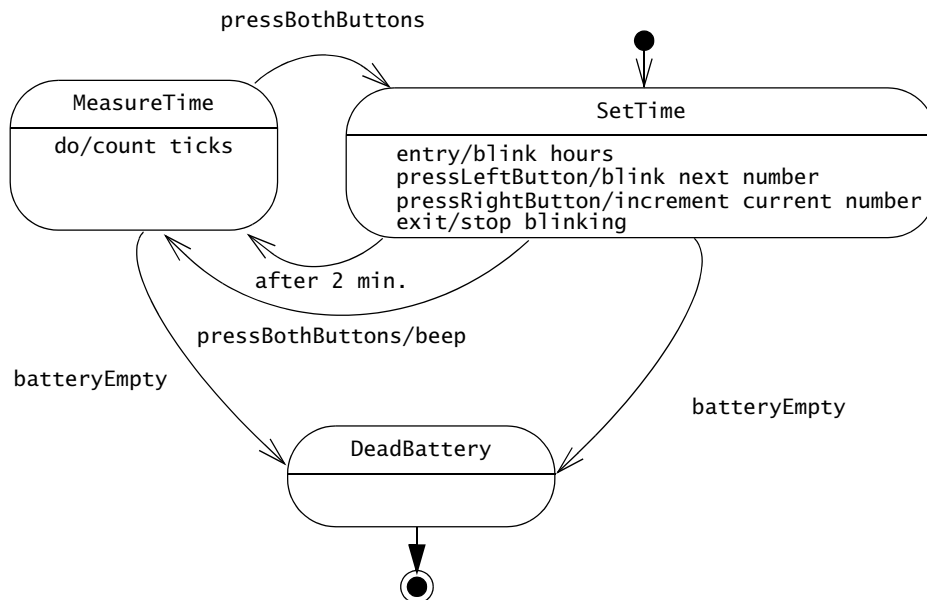 pressBothButtons
MeasureTime
do/count ticks
SetTime
entry/blink hours
pressLeftButton/blink next number
pressRightButton/increment current number
exit/stop blinking
after 2 min.
pressBothButtons/beep
batteryEmpty
batteryEmpty
DeadBattery